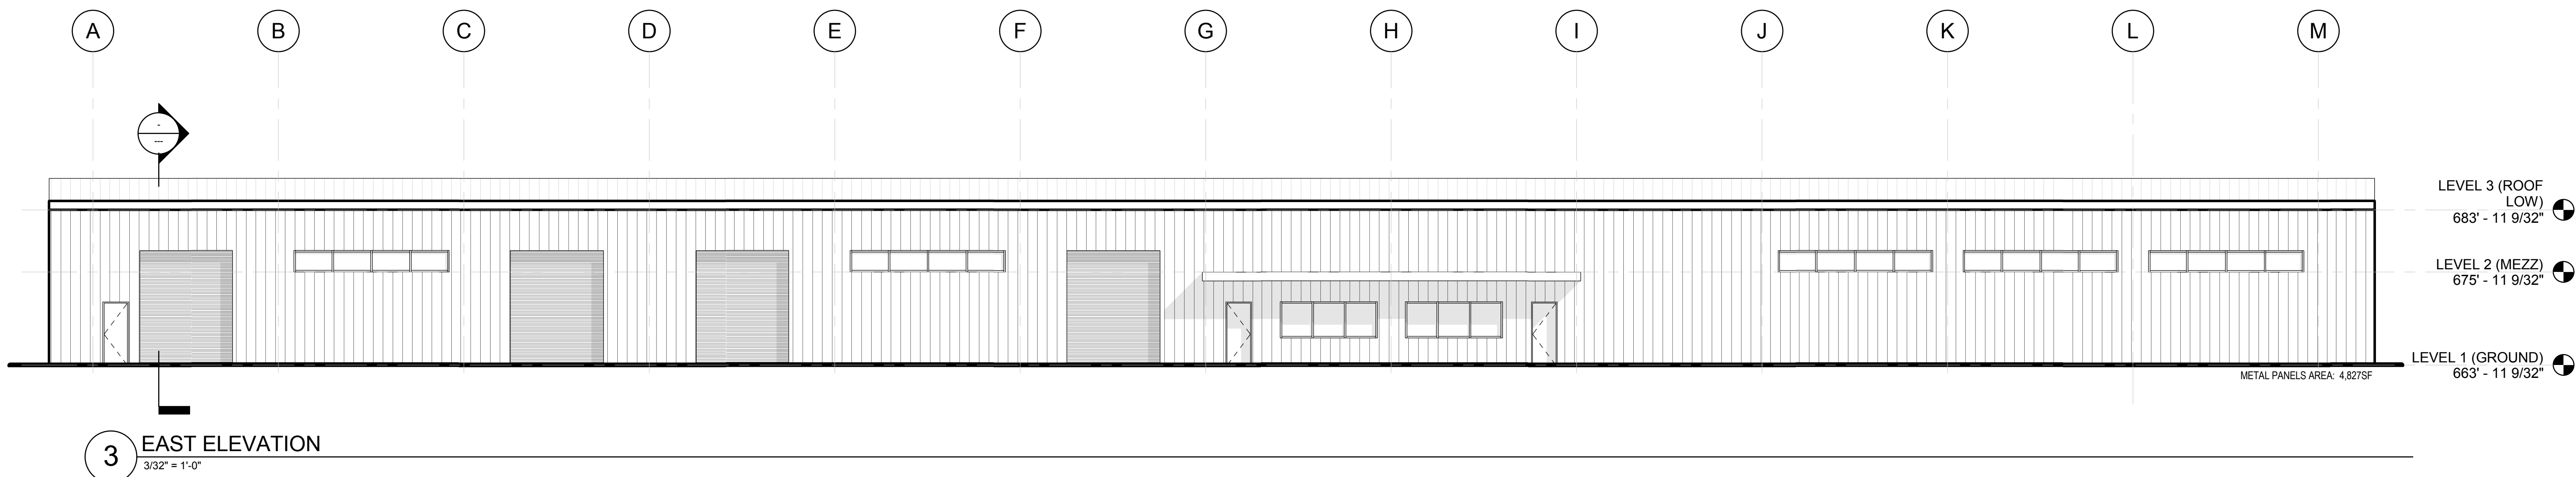 A B C D E F G H I J K L M
-
---
LEVEL 3 (ROOF
LOW)
683' - 11 9/32"
LEVEL 2 (MEZZ)
675' - 11 9/32"
LEVEL 1 (GROUND)
663' - 11 9/32"
METAL PANELS AREA: 4,827SF
3
EAST ELEVATION
3/32" = 1'-0"